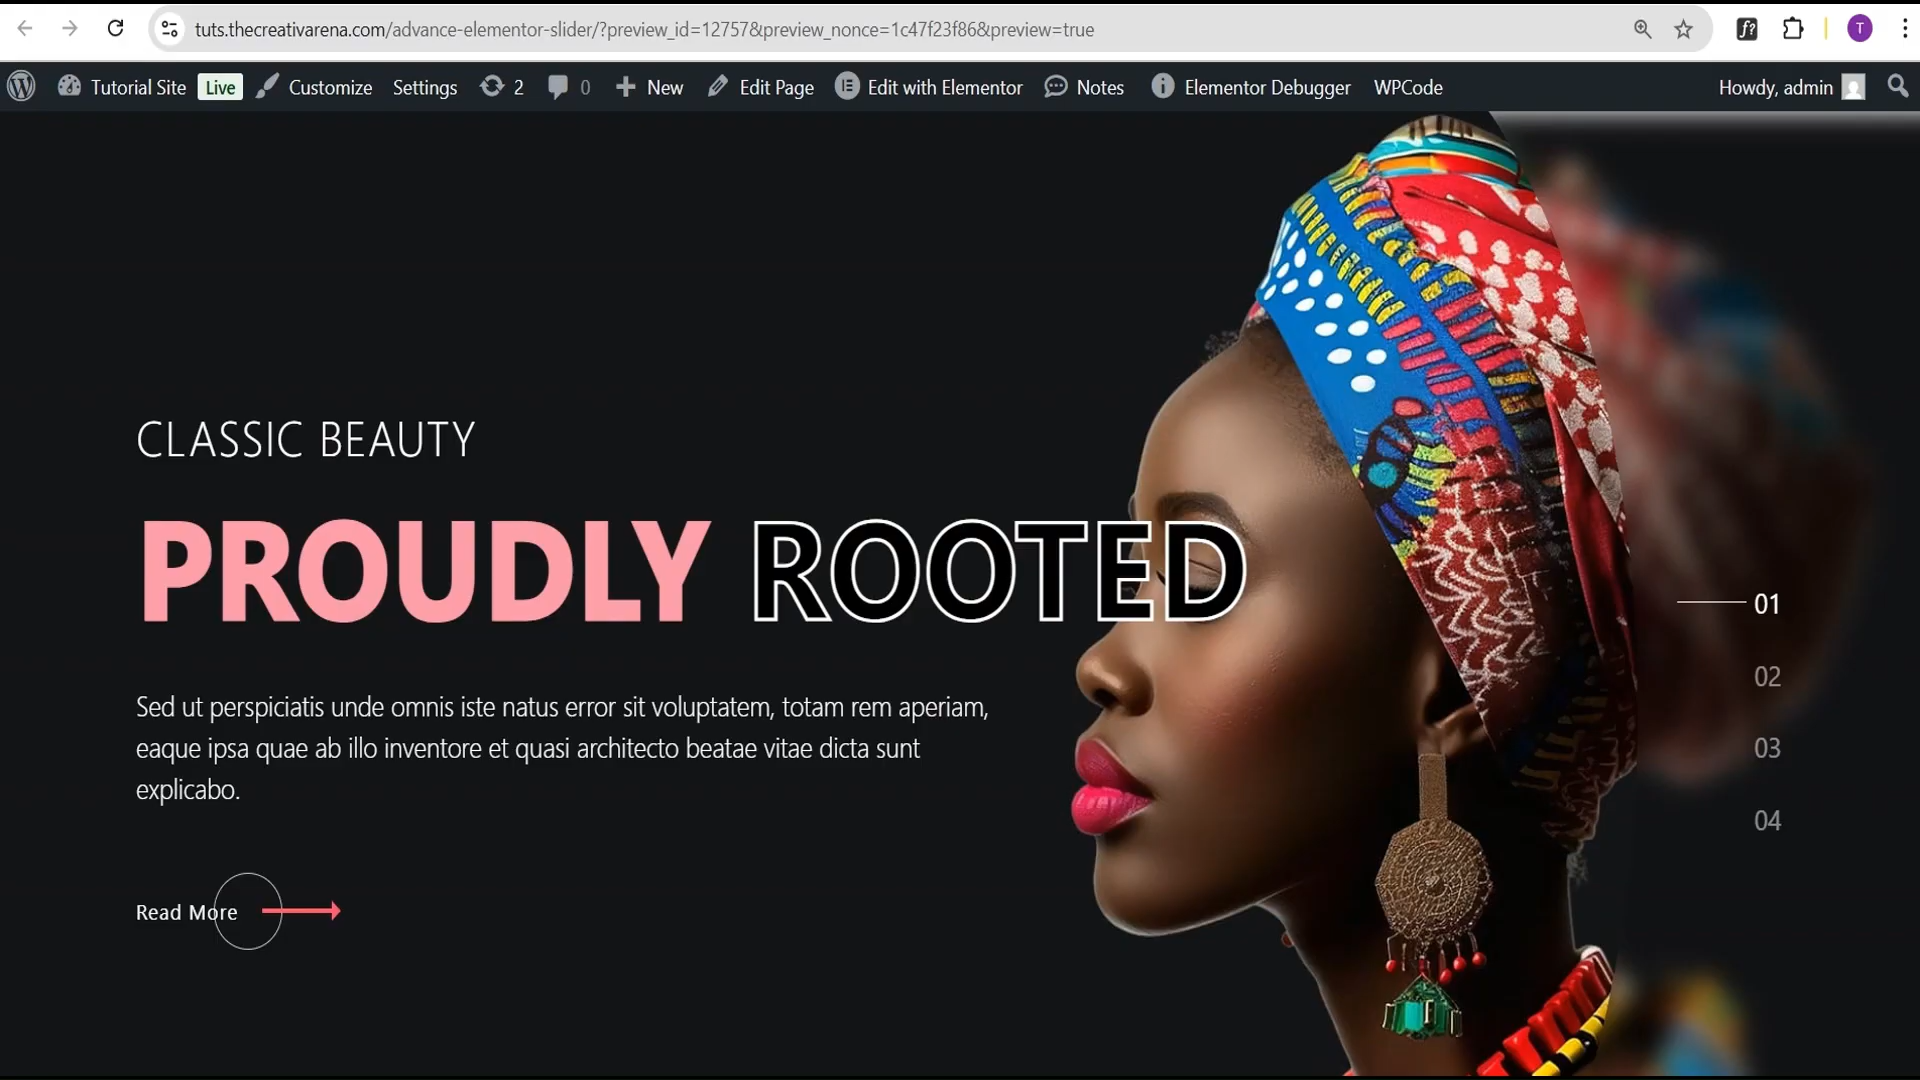 tuts.thecreativarena.com/advance-elementor-slider/?preview_id=12757&preview_nonce=1c47f23f86&preview=true
f?
T
Tutorial Site Live Customize Settings 2 0 New Edit Page Edit with Elementor Notes Elementor Debugger WPCode Howdy, admin
CLASSIC BEAUTY
PROUDLY ROOTED
Sed ut perspiciatis unde omnis iste natus error sit voluptatem, totam rem aperiam,
eaque ipsa quae ab illo inventore et quasi architecto beatae vitae dicta sunt
explicabo.
Read More
01
02
03
04